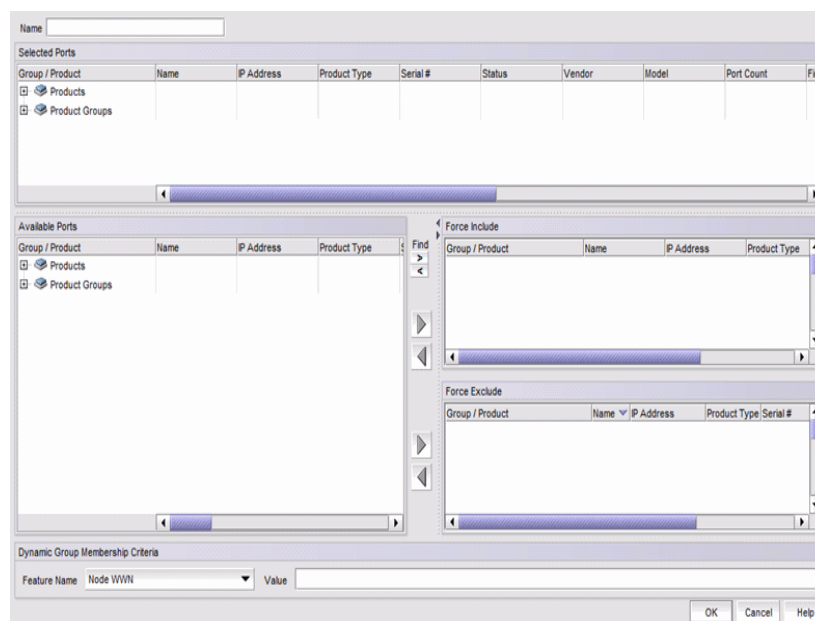 Name
Selected Ports
Group / Product Name IP Address Product Type Serial # Status Vendor Model Port Count
Products
Product Groups
Available Ports
Group / Product Name IP Address Product Type
Products
Product Groups
Find
>
<
Force Include
Group / Product Name IP Address Product Type
Force Exclude
Group / Product Name IP Address Product Type Serial #
Dynamic Group Membership Criteria
Feature Name Node WWN Value
OK Cancel Help